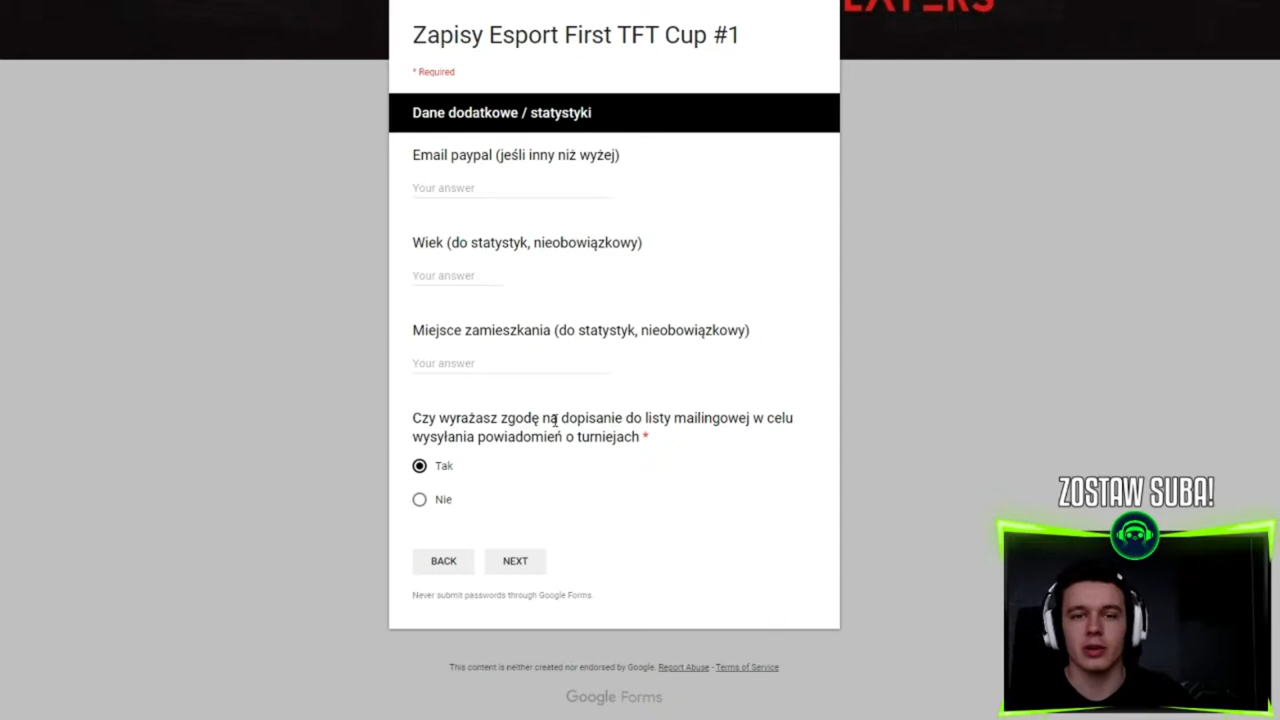 Zapisy Esport First TFT Cup #1
* Required
Dane dodatkowe / statystyki
Email paypal (jeśli inny niż wyżej)
Your answer
Wiek (do statystyk, nieobowiązkowy)
Your answer
Miejsce zamieszkania (do statystyk, nieobowiązkowy)
Your answer
Czy wyrażasz zgodę na dopisanie do listy mailingowej w celu
wysyłania powiadomień o turniejach *
Tak
Nie
BACK
NEXT
Never submit passwords through Google Forms.
This content is neither created nor endorsed by Google. Report Abuse - Terms of Service
Google Forms
ZOSTAW SUBA!